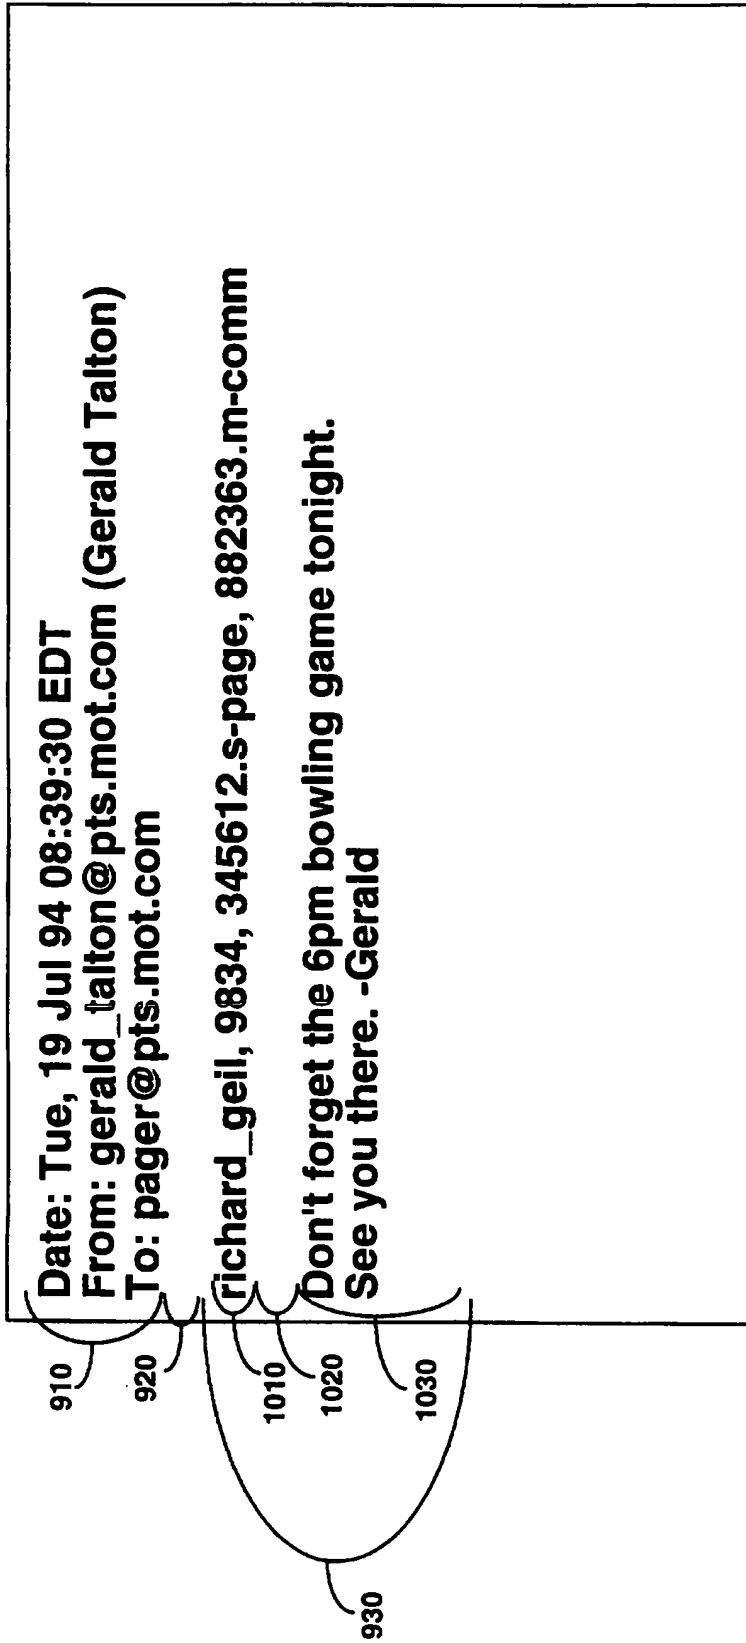 Date: Tue, 19 Jul 94 08:39:30 EDT
From: gerald_talton@pts.mot.com (Gerald Talton)
To: pager@pts.mot.com
richard_geil, 9834, 345612.s-page, 882363.m-comm
Don't forget the 6pm bowling game tonight.
See you there. -Gerald
910
920
1010
1020
1030
930